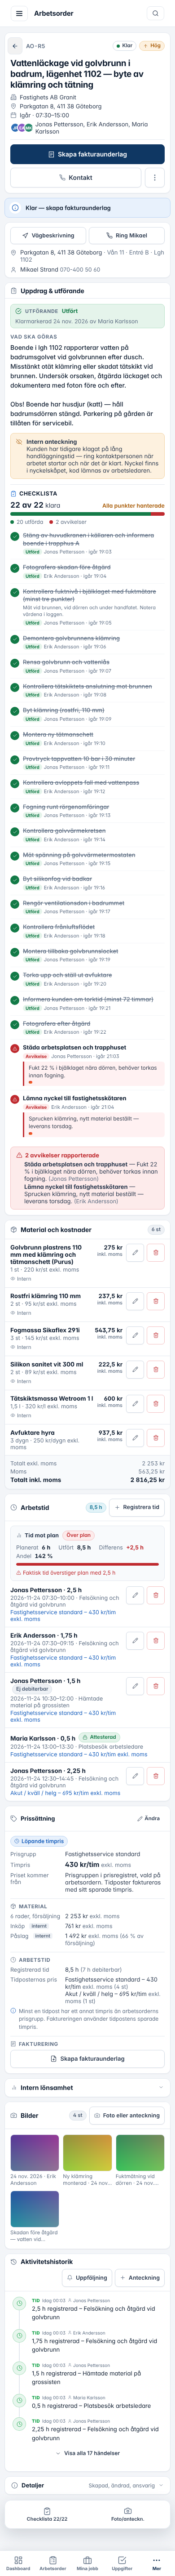 Arbetsorder
AO-R5
Klar
Hög
Vattenläckage vid golvbrunn i
badrum, lägenhet 1102 — byte av
klämring och tätning
Fastighets AB Granit
Parkgatan 8, 411 38 Göteborg
Igår · 07:30–15:00
Jonas Pettersson, Erik Andersson, Maria
Karlsson
Skapa fakturaunderlag
Kontakt
Klar — skapa fakturaunderlag
Vägbeskrivning
Ring Mikael
Parkgatan 8, 411 38 Göteborg · Vån 11 · Entré B · Lgh
1102
Mikael Strand 070-400 50 60
Uppdrag & utförande
UTFÖRANDE Utfört
Klarmarkerad 24 nov. 2026 av Maria Karlsson
VAD SKA GÖRAS
Boende i lgh 1102 rapporterar vatten på
badrumsgolvet vid golvbrunnen efter dusch.
Misstänkt otät klämring eller skadad manschett i
brunnen. Undersök orsaken, åtgärda läckaget och
dokumentera med foton före och efter.
Obs! Boende har husdjur (katt) — håll
badrumsdörren stängd. Parkering på gården är
tillåten för servicebil.
Intern anteckning
Kunden har tidigare klagat på lång
handläggningstid — ring kontaktpersonen när
arbetet startar och när det är klart. Nyckel finns
i nyckelskåpet, kod lämnas av arbetsledaren.
CHECKLISTA
22 av 22 klara
Alla punkter hanterade
20 utförda
2 avvikelser
Stäng av huvudkranen i källaren och informera
boende i trapphus A
Utförd Jonas Pettersson · igår 19:03
Fotografera skadan före åtgärd
Utförd Erik Andersson · igår 19:04
Kontrollera fuktnivå i bjälklaget med fuktmätare
(minst tre punkter)
Mät vid brunnen, vid dörren och under handfatet. Notera
värdena i loggen.
Utförd Jonas Pettersson · igår 19:05
Demontera golvbrunnens klämring
Utförd Erik Andersson · igår 19:06
Rensa golvbrunn och vattenlås
Utförd Jonas Pettersson · igår 19:07
Kontrollera tätskiktets anslutning mot brunnen
Utförd Erik Andersson · igår 19:08
Byt klämring (rostfri, 110 mm)
Utförd Jonas Pettersson · igår 19:09
Montera ny tätmanschett
Utförd Erik Andersson · igår 19:10
Provtryck tappvatten 10 bar i 30 minuter
Utförd Jonas Pettersson · igår 19:11
Kontrollera avloppets fall med vattenpass
Utförd Erik Andersson · igår 19:12
Fogning runt rörgenomföringar
Utförd Jonas Pettersson · igår 19:13
Kontrollera golvvärmekretsen
Utförd Erik Andersson · igår 19:14
Mät spänning på golvvärmetermostaten
Utförd Jonas Pettersson · igår 19:15
Byt silikonfog vid badkar
Utförd Erik Andersson · igår 19:16
Rengör ventilationsdon i badrummet
Utförd Jonas Pettersson · igår 19:17
Kontrollera frånluftsflödet
Utförd Erik Andersson · igår 19:18
Montera tillbaka golvbrunnslocket
Utförd Jonas Pettersson · igår 19:19
Torka upp och ställ ut avfuktare
Utförd Erik Andersson · igår 19:20
Informera kunden om torktid (minst 72 timmar)
Utförd Jonas Pettersson · igår 19:21
Fotografera efter åtgärd
Utförd Erik Andersson · igår 19:22
Städa arbetsplatsen och trapphuset
Avvikelse Jonas Pettersson · igår 21:03
Fukt 22 % i bjälklaget nära dörren, behöver torkas
innan fogning.
Lämna nyckel till fastighetsskötaren
Avvikelse Erik Andersson · igår 21:04
Sprucken klämring, nytt material beställt —
levereras torsdag.
2 avvikelser rapporterade
Städa arbetsplatsen och trapphuset — Fukt 22
% i bjälklaget nära dörren, behöver torkas innan
fogning. (Jonas Pettersson)
Lämna nyckel till fastighetsskötaren —
Sprucken klämring, nytt material beställt —
levereras torsdag. (Erik Andersson)
Material och kostnader
6 st
Golvbrunn plastrens 110
mm med klämring och
tätmanschett (Purus)
275 kr
inkl. moms
1 st · 220 kr/st exkl. moms
Intern
Rostfri klämring 110 mm
237,5 kr
inkl. moms
2 st · 95 kr/st exkl. moms
Intern
Fogmassa Sikaflex 291i
543,75 kr
inkl. moms
3 st · 145 kr/st exkl. moms
Intern
Silikon sanitet vit 300 ml
222,5 kr
inkl. moms
2 st · 89 kr/st exkl. moms
Intern
Tätskiktsmassa Wetroom 1 l
600 kr
inkl. moms
1,5 l · 320 kr/l exkl. moms
Intern
Avfuktare hyra
937,5 kr
inkl. moms
3 dygn · 250 kr/dygn exkl.
moms
Totalt exkl. moms
2 253 kr
Moms
563,25 kr
Totalt inkl. moms
2 816,25 kr
Arbetstid
8,5 h
Registrera tid
Tid mot plan
Över plan
Planerat 6 h
Utfört 8,5 h
Differens +2,5 h
Andel 142 %
Faktisk tid överstiger plan med 2,5 h
Jonas Pettersson · 2,5 h
2026-11-24 07:30–10:00 · Felsökning och
åtgärd vid golvbrunn
Fastighetsservice standard – 430 kr/tim
exkl. moms
Erik Andersson · 1,75 h
2026-11-24 07:30–09:15 · Felsökning och
åtgärd vid golvbrunn
Fastighetsservice standard – 430 kr/tim
exkl. moms
Jonas Pettersson · 1,5 h
Ej debiterbar
2026-11-24 10:30–12:00 · Hämtade
material på grossisten
Fastighetsservice standard – 430 kr/tim
exkl. moms
Maria Karlsson · 0,5 h
Attesterad
2026-11-24 13:00–13:30 · Platsbesök arbetsledare
Fastighetsservice standard – 430 kr/tim exkl. moms
Jonas Pettersson · 2,25 h
2026-11-24 12:30–14:45 · Felsökning och
åtgärd vid golvbrunn
Akut / kväll / helg – 695 kr/tim exkl. moms
Prissättning
Ändra
Löpande timpris
Prisgrupp
Fastighetsservice standard
Timpris
430 kr/tim exkl. moms
Priset kommer
från
Prisgruppen i prisregistret, vald på
arbetsordern. Tidposter faktureras
med sitt sparade timpris.
MATERIAL
6 rader, försäljning
2 253 kr exkl. moms
Inköp Internt
761 kr exkl. moms
Påslag Internt
1 492 kr exkl. moms (66 % av
försäljning)
ARBETSTID
Registrerad tid
8,5 h (7 h debiterbar)
Tidposternas pris
Fastighetsservice standard – 430
kr/tim exkl. moms (4 st)
Akut / kväll / helg – 695 kr/tim exkl.
moms (1 st)
Minst en tidpost har ett annat timpris än arbetsorderns
prisgrupp. Faktureringen använder tidpostens sparade
timpris.
FAKTURERING
Skapa fakturaunderlag
Intern lönsamhet
Bilder
4 st
Foto eller anteckning
24 nov. 2026 · Erik
Andersson
Ny klämring
monterad · 24 nov…
Fuktmätning vid
dörren · 24 nov…
Skadan före åtgärd
— vatten vid…
Aktivitetshistorik
Uppföljning
Anteckning
TID Idag 00:03 Jonas Pettersson
2,5 h registrerad – Felsökning och åtgärd vid
golvbrunn
TID Idag 00:03 Erik Andersson
1,75 h registrerad – Felsökning och åtgärd vid
golvbrunn
TID Idag 00:03 Jonas Pettersson
1,5 h registrerad – Hämtade material på
grossisten
TID Idag 00:03 Maria Karlsson
0,5 h registrerad – Platsbesök arbetsledare
TID Idag 00:03 Jonas Pettersson
2,25 h registrerad – Felsökning och åtgärd vid
golvbrunn
Visa alla 17 händelser
Detaljer
Skapad, ändrad, ansvarig
Checklista 22/22
Foto/anteckn.
Dashboard
Arbetsorder
Mina jobb
Uppgifter
Mer